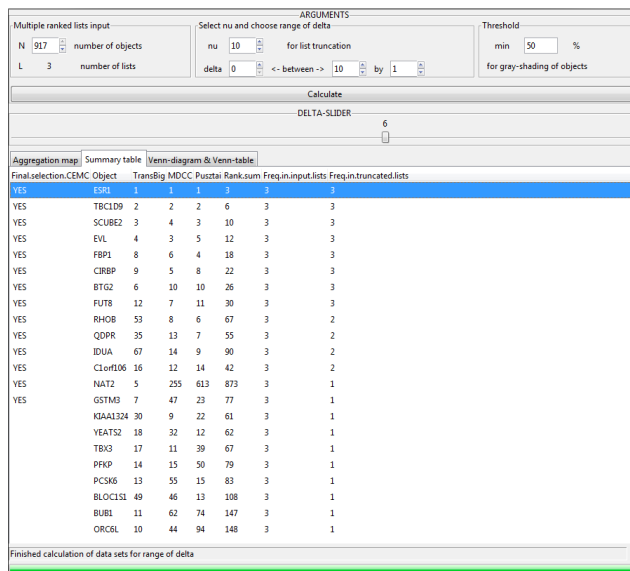 ARGUMENTS
Multiple ranked lists input Select nu and choose range of delta Threshold
N 917 number of objects nu 10 for list truncation min 50 %
L 3 number of lists delta 0 <- between -> 10 by 1 for gray-shading of objects
Calculate
DELTA-SLIDER
6
Aggregation map Summary table Venn-diagram & Venn-table
Final.selection.CEMC Object TransBig MDCC Pusztai Rank.sum Freq.in.input.lists Freq.in.truncated.lists
YES ESR1 1 1 1 3 3 3
YES TBC1D9 2 2 2 6 3 3
YES SCUBE2 3 4 3 10 3 3
YES EVL 4 3 5 12 3 3
YES FBP1 8 6 4 18 3 3
YES CIRBP 9 5 8 22 3 3
YES BTG2 6 10 10 26 3 3
YES FUT8 12 7 11 30 3 3
YES RHOB 53 8 6 67 3 2
YES QDPR 35 13 7 55 3 2
YES IDUA 67 14 9 90 3 2
YES C1orf106 16 12 14 42 3 2
YES NAT2 5 255 613 873 3 1
YES GSTM3 7 47 23 77 3 1
KIAA1324 30 9 22 61 3 1
YEATS2 18 32 12 62 3 1
TBX3 17 11 39 67 3 1
PFKP 14 15 50 79 3 1
PCSK6 13 55 15 83 3 1
BLOC1S1 49 46 13 108 3 1
BUB1 11 62 74 147 3 1
ORC6L 10 44 94 148 3 1
Finished calculation of data sets for range of delta